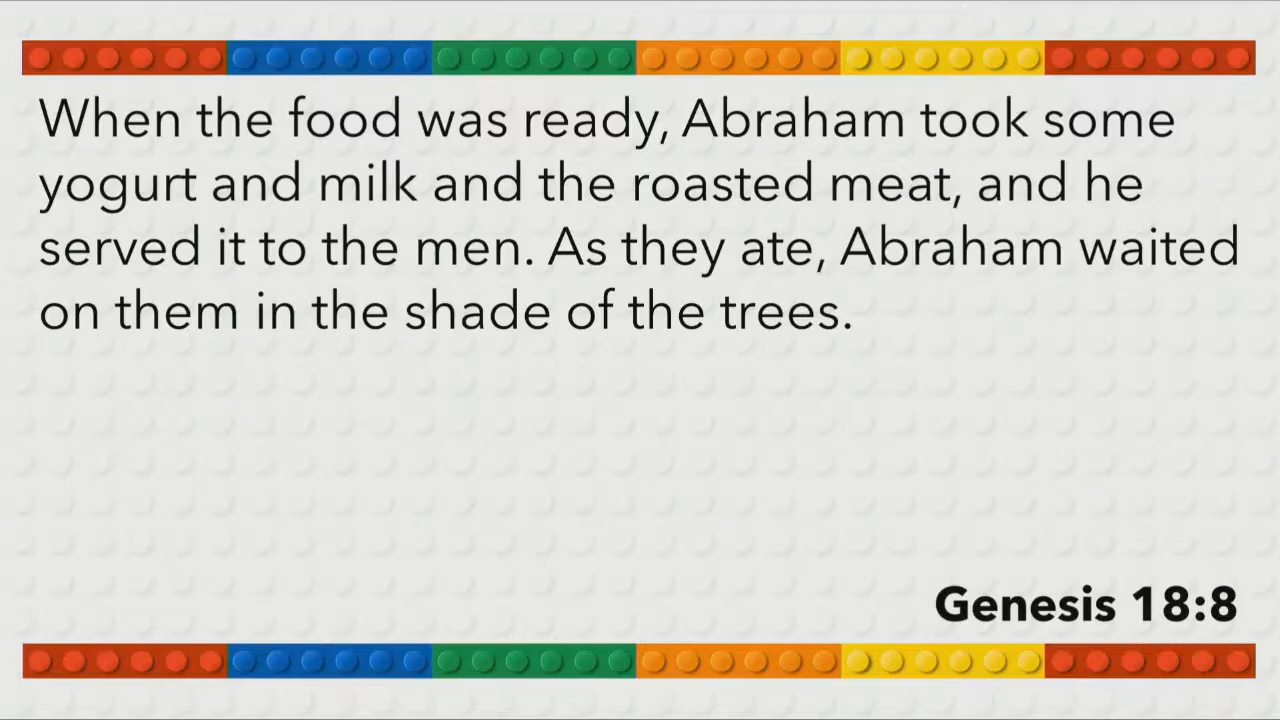 When the food was ready, Abraham took some
yogurt and milk and the roasted meat, and he
served it to the men. As they ate, Abraham waited
on them in the shade of the trees.
Genesis 18:8